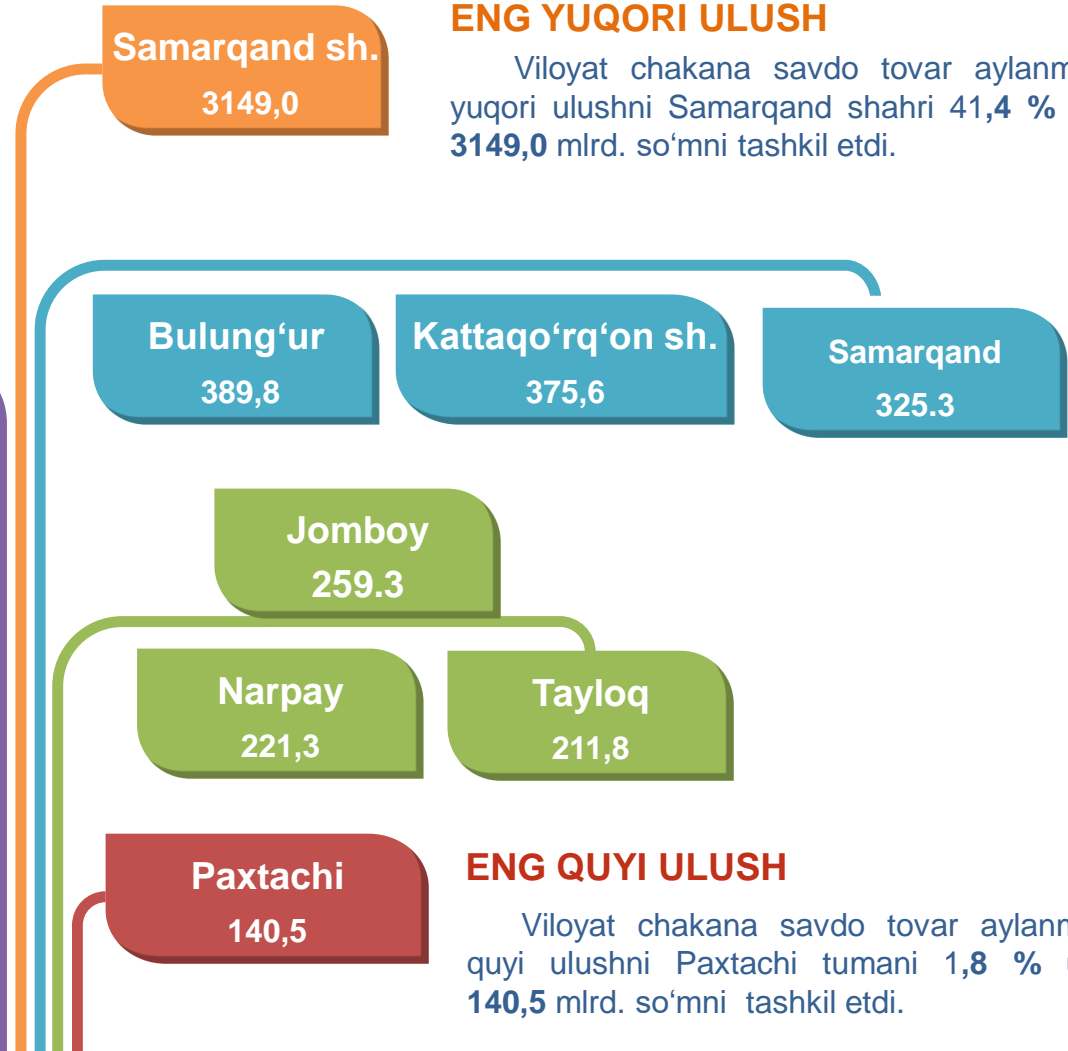 Samarqand sh.
3149,0
ENG YUQORI ULUSH
Viloyat chakana savdo tovar
yuqori ulushni Samarqand shahri 41,4 %
3149,0 mlrd. so‘mni tashkil etdi.
Bulung‘ur
389,8
Kattaqo‘rq‘on sh.
375,6
Samarqand
325.3
Jomboy
259.3
Narpay
221,3
Tayloq
211,8
Paxtachi
140,5
ENG QUYI ULUSH
Viloyat chakana savdo tovar
quyi ulushni Paxtachi tumani 1,8 %
140,5 mlrd. so‘mni tashkil etdi.